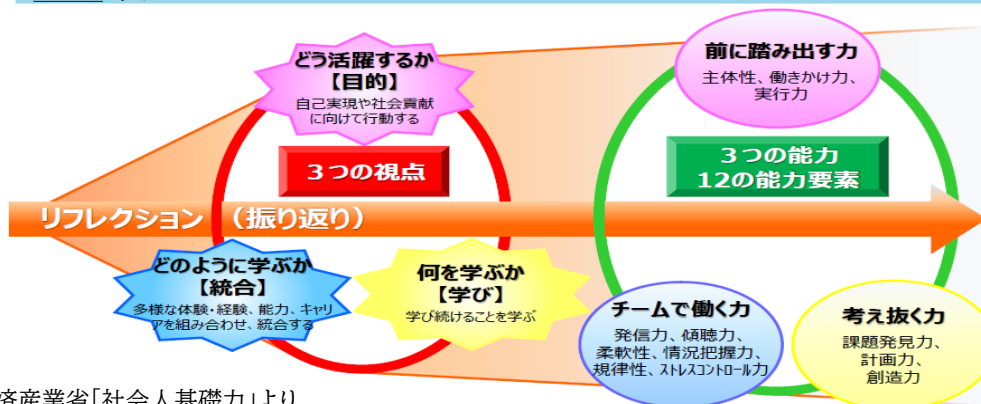 どう活躍するか
【目的】
自己実現や社会貢献
に向けて行動する
3つの視点
リフレクション （振り返り）
どのように学ぶか
【統合】
多様な体験・経験、能力、キャリ
アを組み合わせ、統合する
何を学ぶか
【学び】
学び続けることを学ぶ
前に踏み出す力
主体性、働きかけ力、
実行力
3つの能力
12の能力要素
チームで働く力
発信力、傾聴力、
柔軟性、情況把握力、
規律性、ストレスコントロール力
考え抜く力
課題発見力、
計画力、
創造力
済産業省「社会人基礎力」より